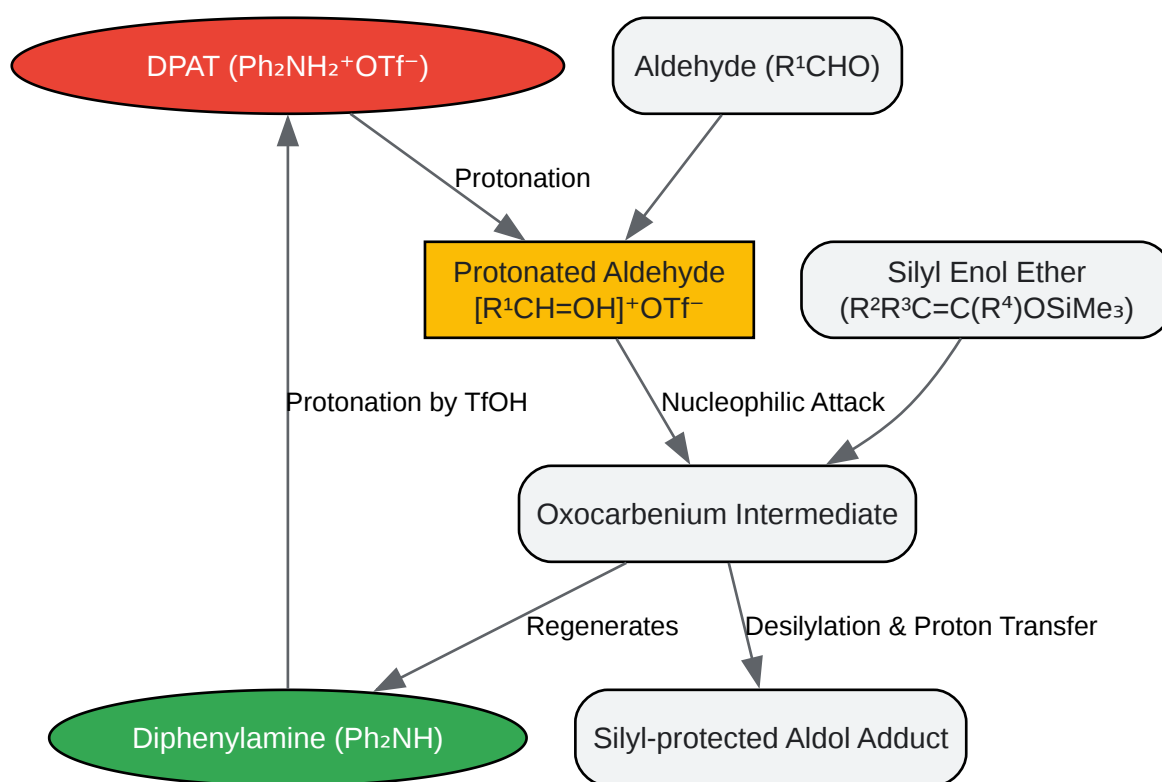 DPAT (Ph₂NH₂⁺OTf⁻)
Aldehyde (R¹CHO)
Protonation
Protonated Aldehyde
[R¹CH=OH]⁺OTf⁻
Silyl Enol Ether
(R²R³C=C(R⁴)OSiMe₃)
Protonation by TfOH
Nucleophilic Attack
Oxocarbenium Intermediate
Regenerates
Desilylation & Proton Transfer
Diphenylamine (Ph₂NH)
Silyl-protected Aldol Adduct